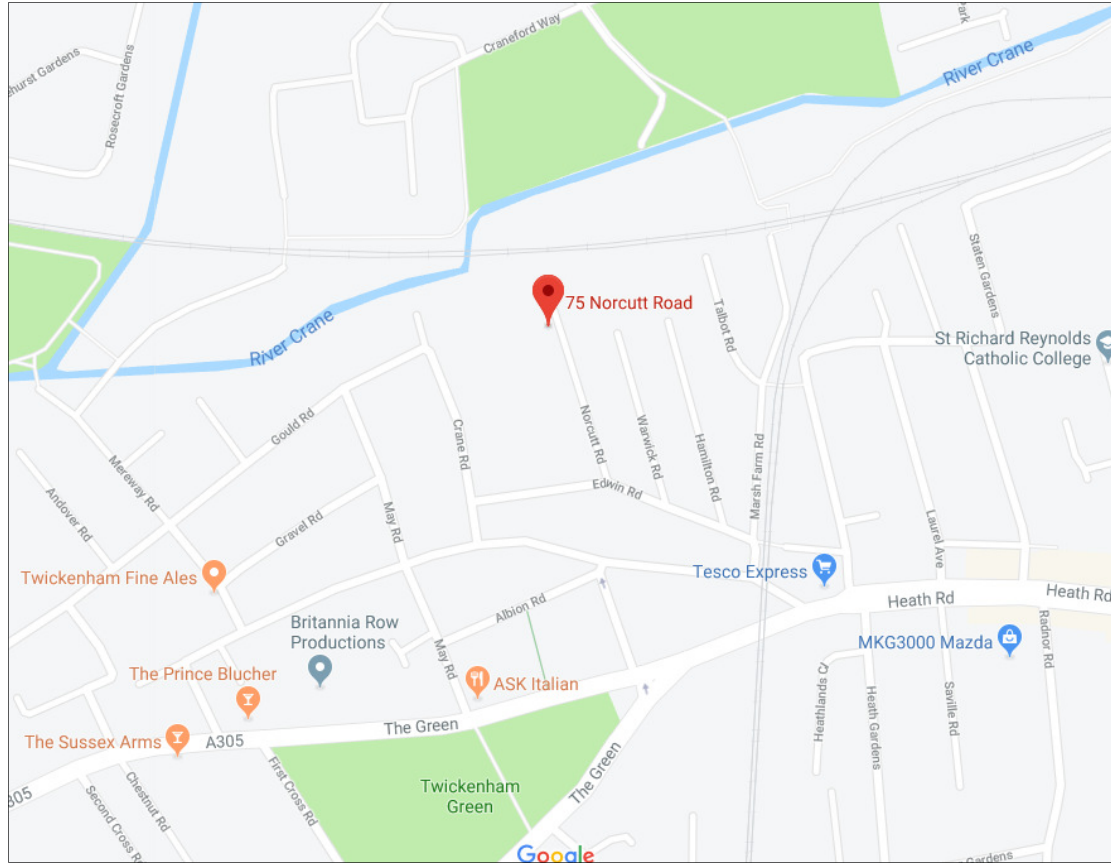 Craneford Way
Park
River Crane
hurst Gardens
Rosecroft Gardens
75 Norcutt Road
Talbot Rd
Staten Gardens
St Richard Reynolds
Catholic College
River Crane
Gould Rd
Crane Rd
Norcutt Rd
Warwick Rd
Hamilton Rd
Marsh Farm Rd
Mereway Rd
Andover Rd
Edwin Rd
May Rd
Gravel Rd
Laurel Ave
Twickenham Fine Ales
Tesco Express
Heath Rd
Heath Rd
Albion Rd
Britannia Row
Productions
May Rd
MKG3000 Mazda
Radnor Rd
The Prince Blucher
ASK Italian
Heathlands Cl
Heath Gardens
Saville Rd
The Sussex Arms
A305
The Green
The Green
First Cross Rd
Chestnut Rd
Second Cross Rd
305
Twickenham
Green
Google
Gardens